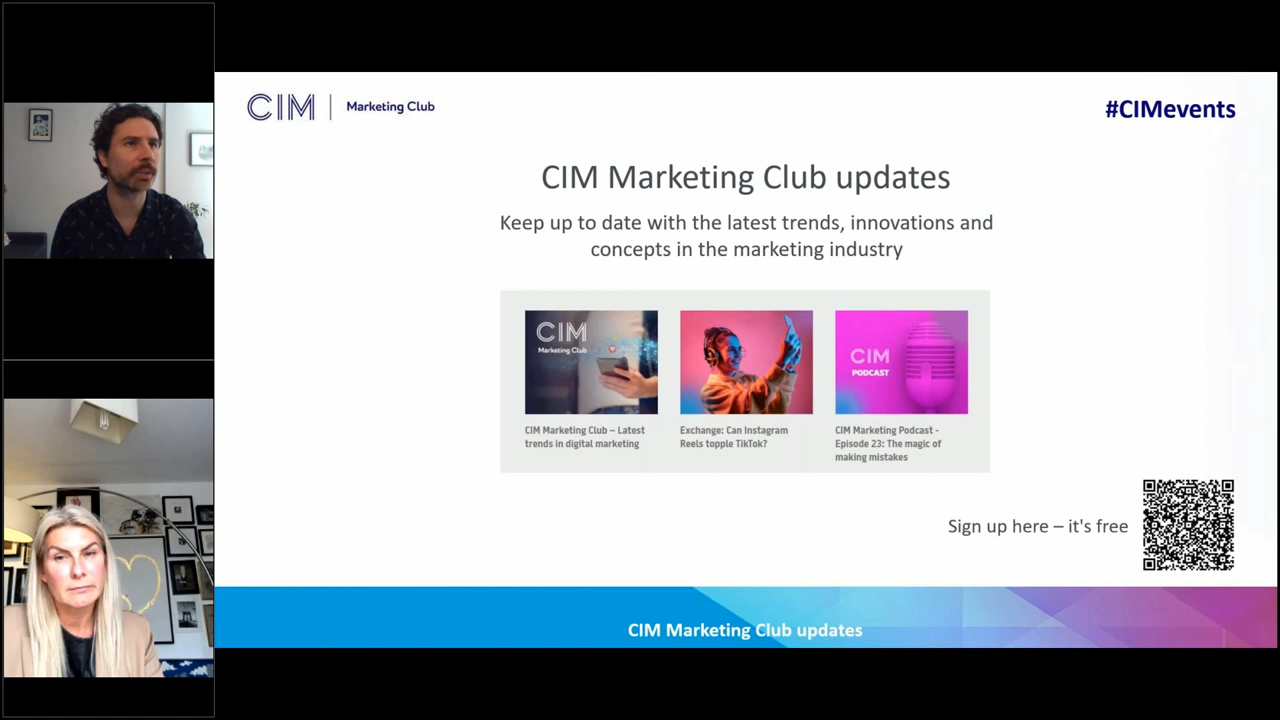 CIM | Marketing Club
#CIMevents
CIM Marketing Club updates
Keep up to date with the latest trends, innovations and
concepts in the marketing industry
CIM
Marketing Club
CIM
PODCAST
CIM Marketing Club – Latest
trends in digital marketing
Exchange: Can Instagram
Reels topple TikTok?
CIM Marketing Podcast -
Episode 23: The magic of
making mistakes
Sign up here – it's free
CIM Marketing Club updates